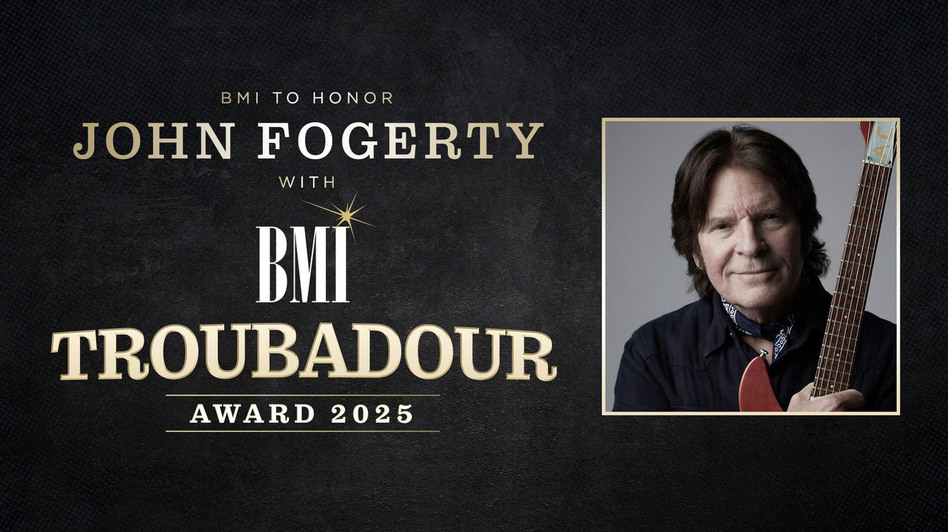 BMI TO HONOR
JOHN FOGERTY
WITH
BMI
TROUBADOUR
AWARD 2025